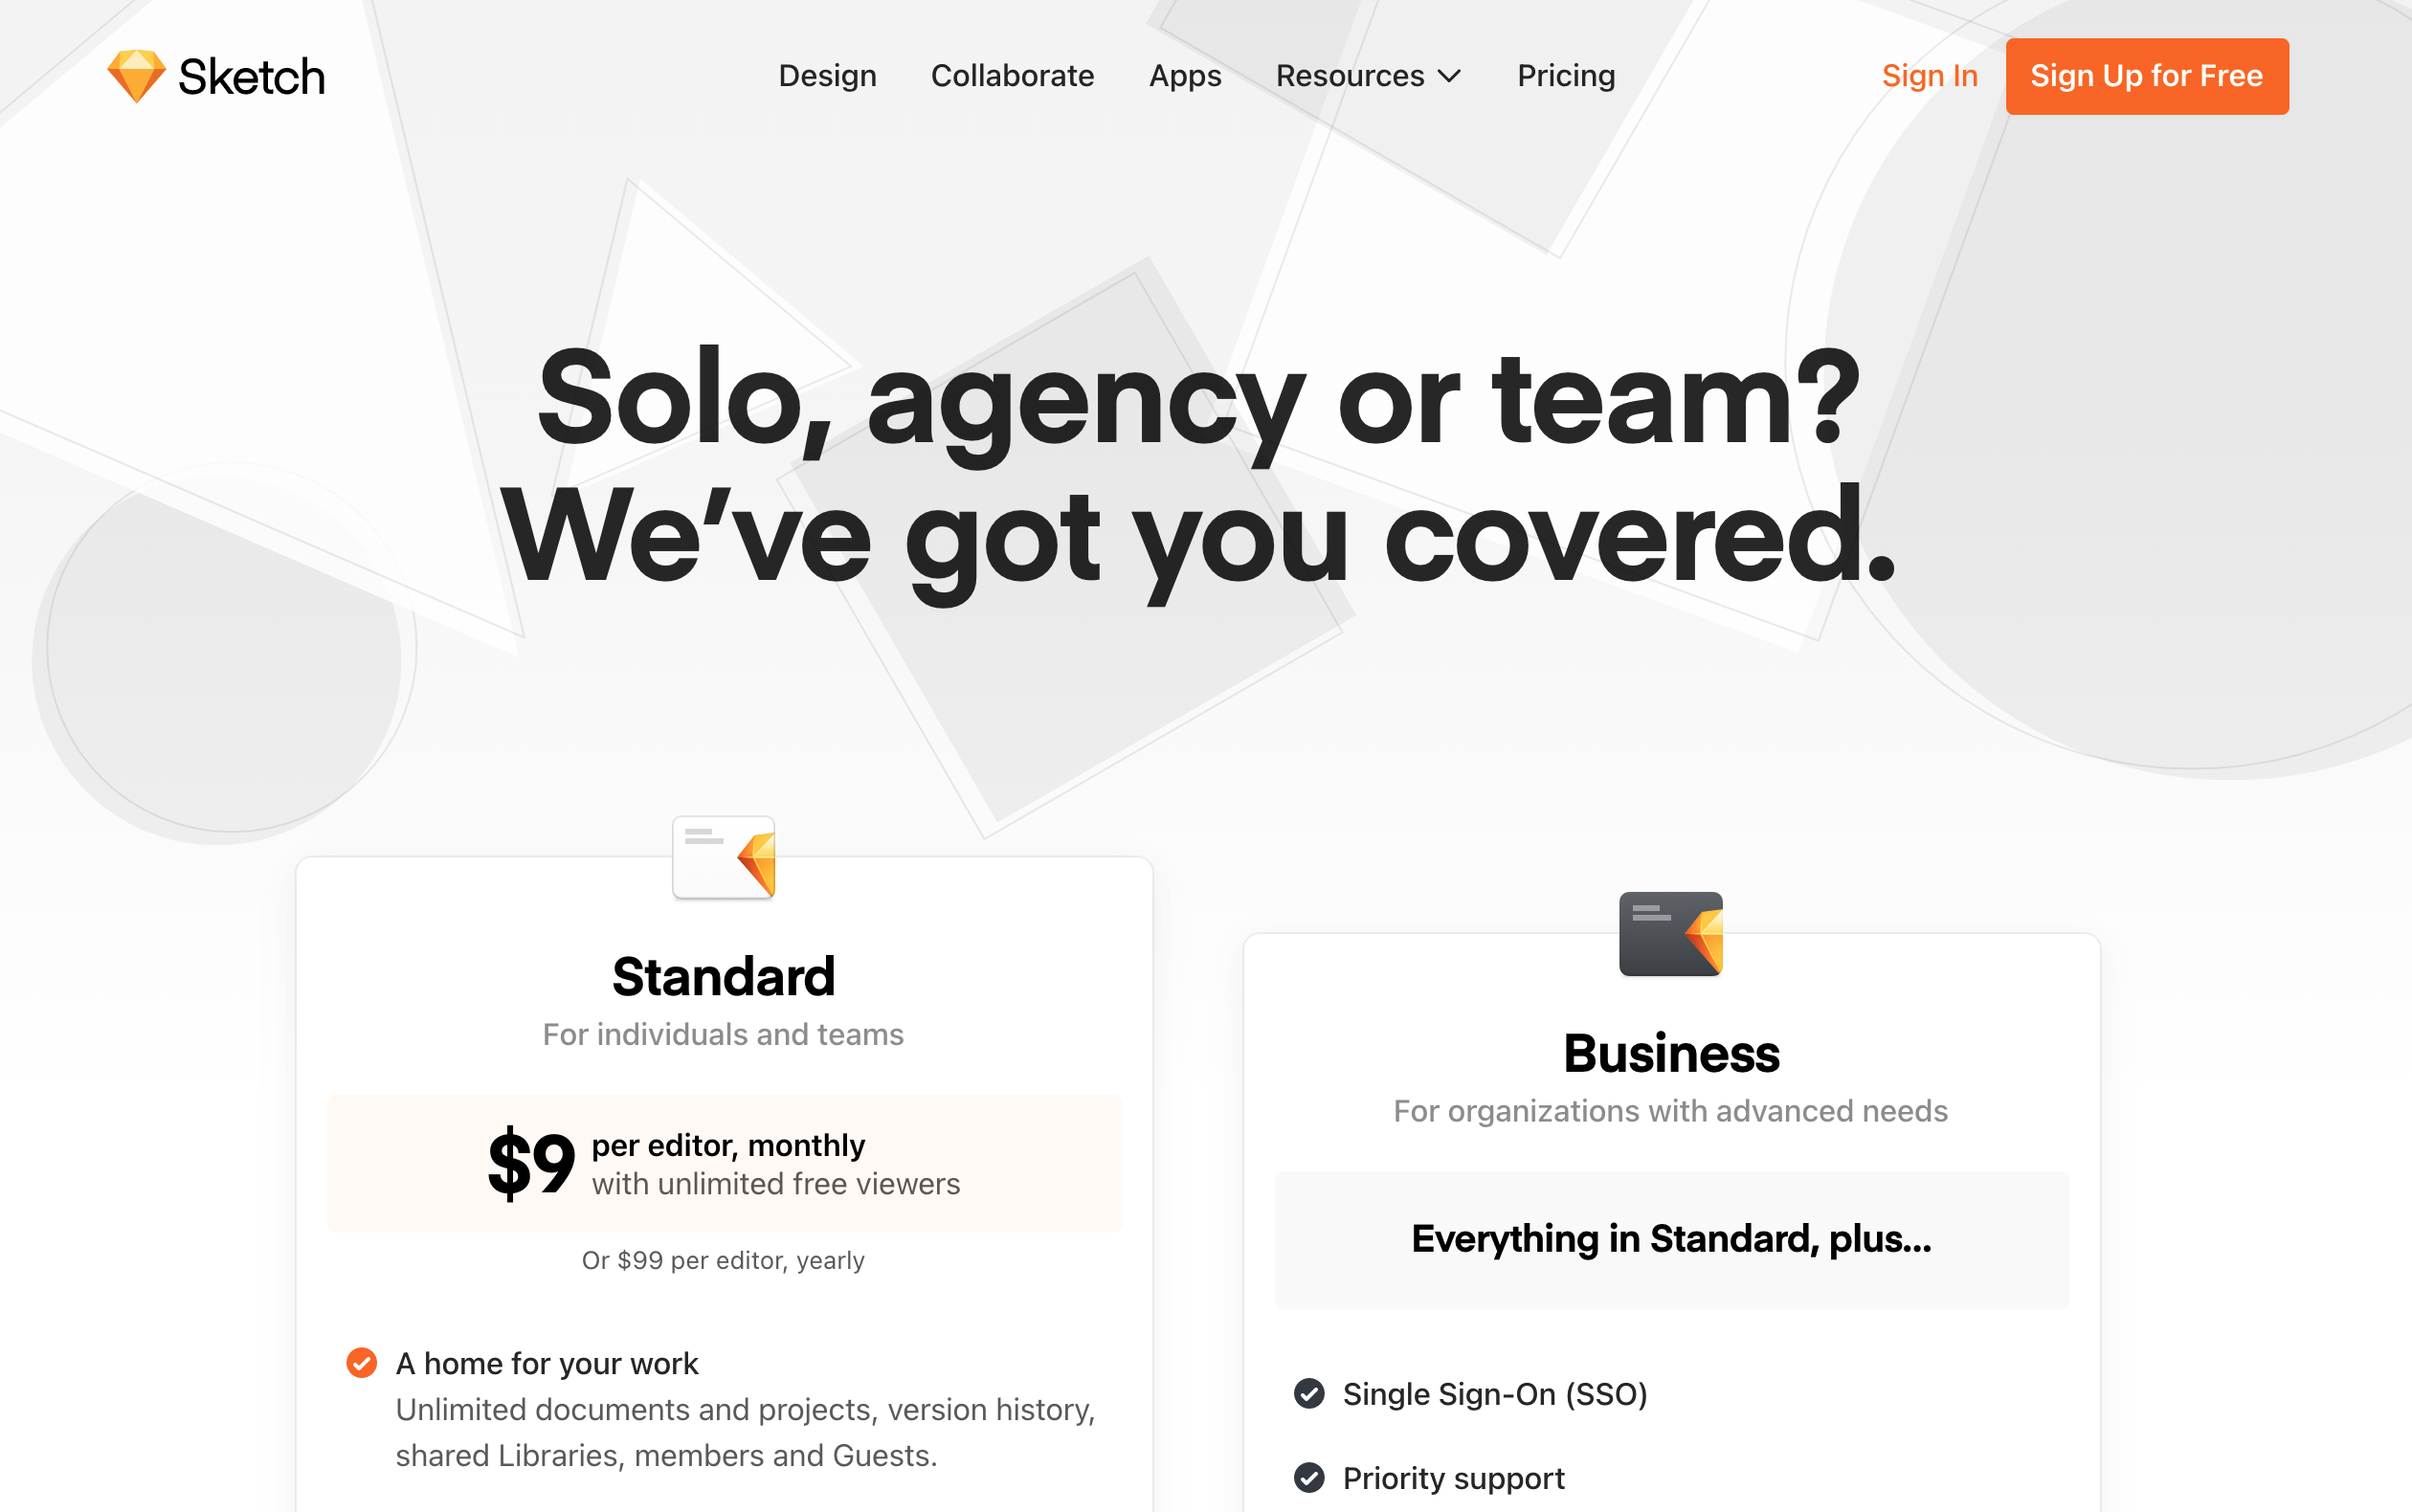 Sketch
Design
Collaborate
Apps
Resources
Pricing
Sign In
Sign Up for Free
Solo, agency or team?
We’ve got you covered.
Standard
For individuals and teams
$9
per editor, monthly
with unlimited free viewers
Or $99 per editor, yearly
A home for your work
Unlimited documents and projects, version history,
shared Libraries, members and Guests.
Business
For organizations with advanced needs
Everything in Standard, plus...
Single Sign-On (SSO)
Priority support